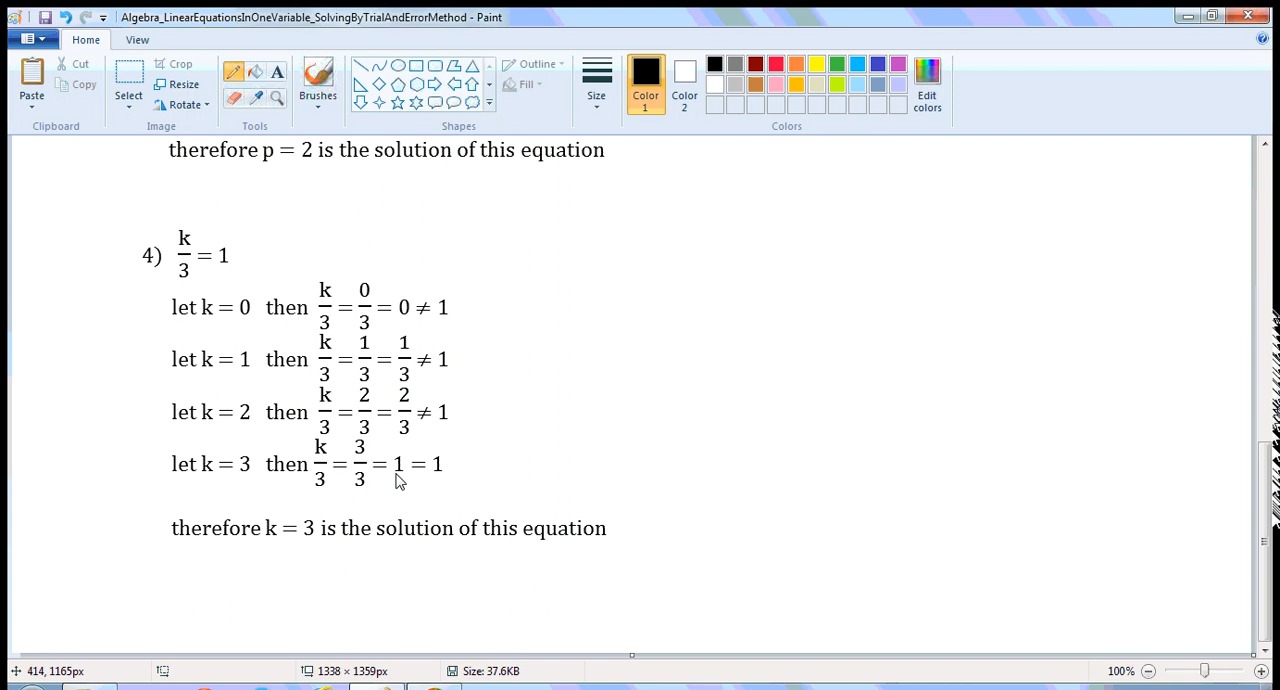 Algebra_LinearEquationsInOneVariable_SolvingByTrialAndErrorMethod - Paint
Home View
Paste
Cut
Copy
Clipboard
Select
Crop
Resize
Rotate
Image
A
Tools
Brushes
Outline
Fill
Shapes
Size
Color 1
Color 2
Edit colors
Colors
therefore p = 2 is the solution of this equation
4) k/3 = 1
let k = 0 then k/3 = 0/3 = 0 ≠ 1
let k = 1 then k/3 = 1/3 = 1/3 ≠ 1
let k = 2 then k/3 = 2/3 = 2/3 ≠ 1
let k = 3 then k/3 = 3/3 = 1 = 1
therefore k = 3 is the solution of this equation
414, 1165px 1338 × 1359px Size: 37.6KB 100%